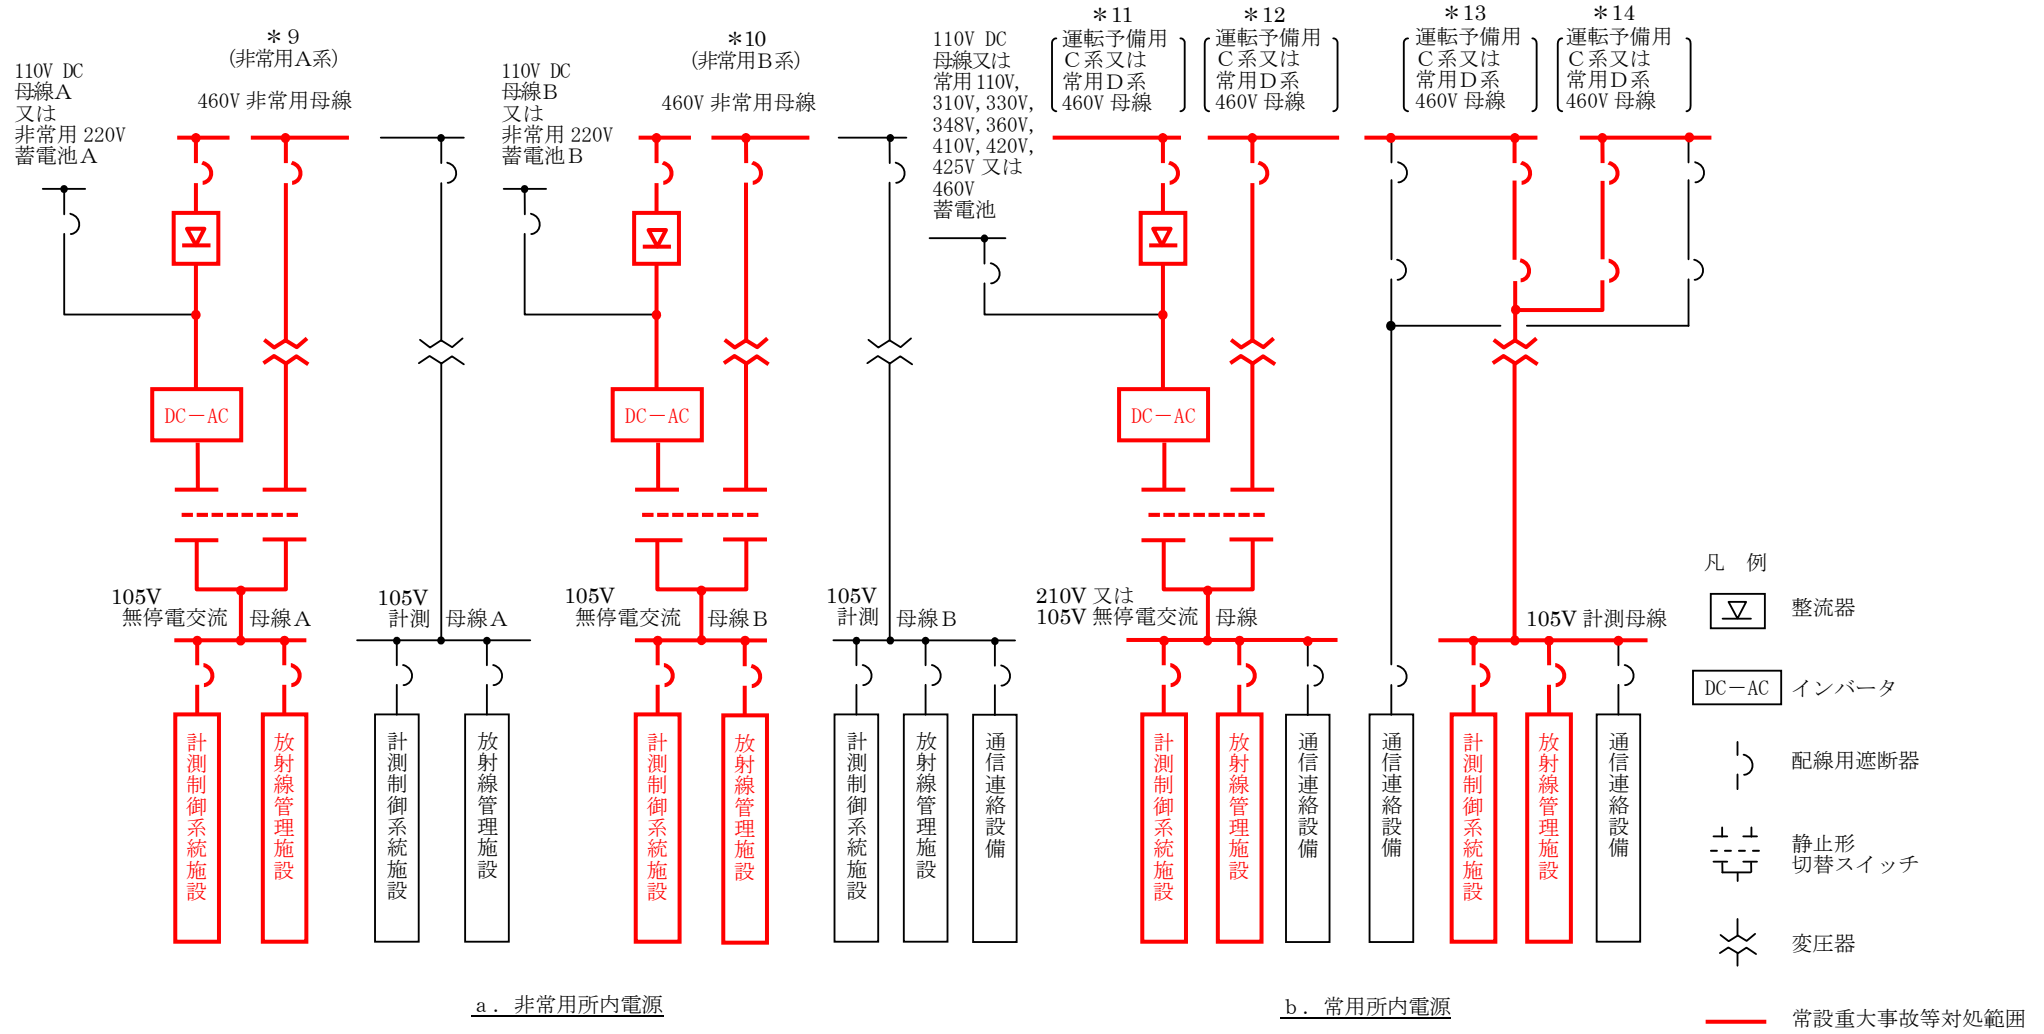 ＊9
(非常用A系)
110V DC
母線A
又は
非常用 220V
蓄電池A
460V 非常用母線
＊10
(非常用B系)
110V DC
母線B
又は
非常用 220V
蓄電池B
460V 非常用母線
110V DC
母線又は
常用110V,
310V, 330V,
348V, 360V,
410V, 420V,
425V 又は
460V
蓄電池
＊11
運転予備用
C系又は
常用D系
460V 母線
＊12
運転予備用
C系又は
常用D系
460V 母線
＊13
運転予備用
C系又は
常用D系
460V 母線
＊14
運転予備用
C系又は
常用D系
460V 母線
DC－AC
DC－AC
DC－AC
105V
無停電交流 母線A
105V
計測 母線A
105V
無停電交流 母線B
105V
計測 母線B
210V 又は
105V 無停電交流 母線
105V 計測母線
計測制御系統施設
放射線管理施設
計測制御系統施設
放射線管理施設
計測制御系統施設
放射線管理施設
計測制御系統施設
放射線管理施設
通信連絡設備
計測制御系統施設
放射線管理施設
通信連絡設備
通信連絡設備
計測制御系統施設
放射線管理施設
通信連絡設備
凡 例
整流器
DC－AC インバータ
配線用遮断器
静止形
切替スイッチ
変圧器
常設重大事故等対処範囲
a．非常用所内電源
b．常用所内電源